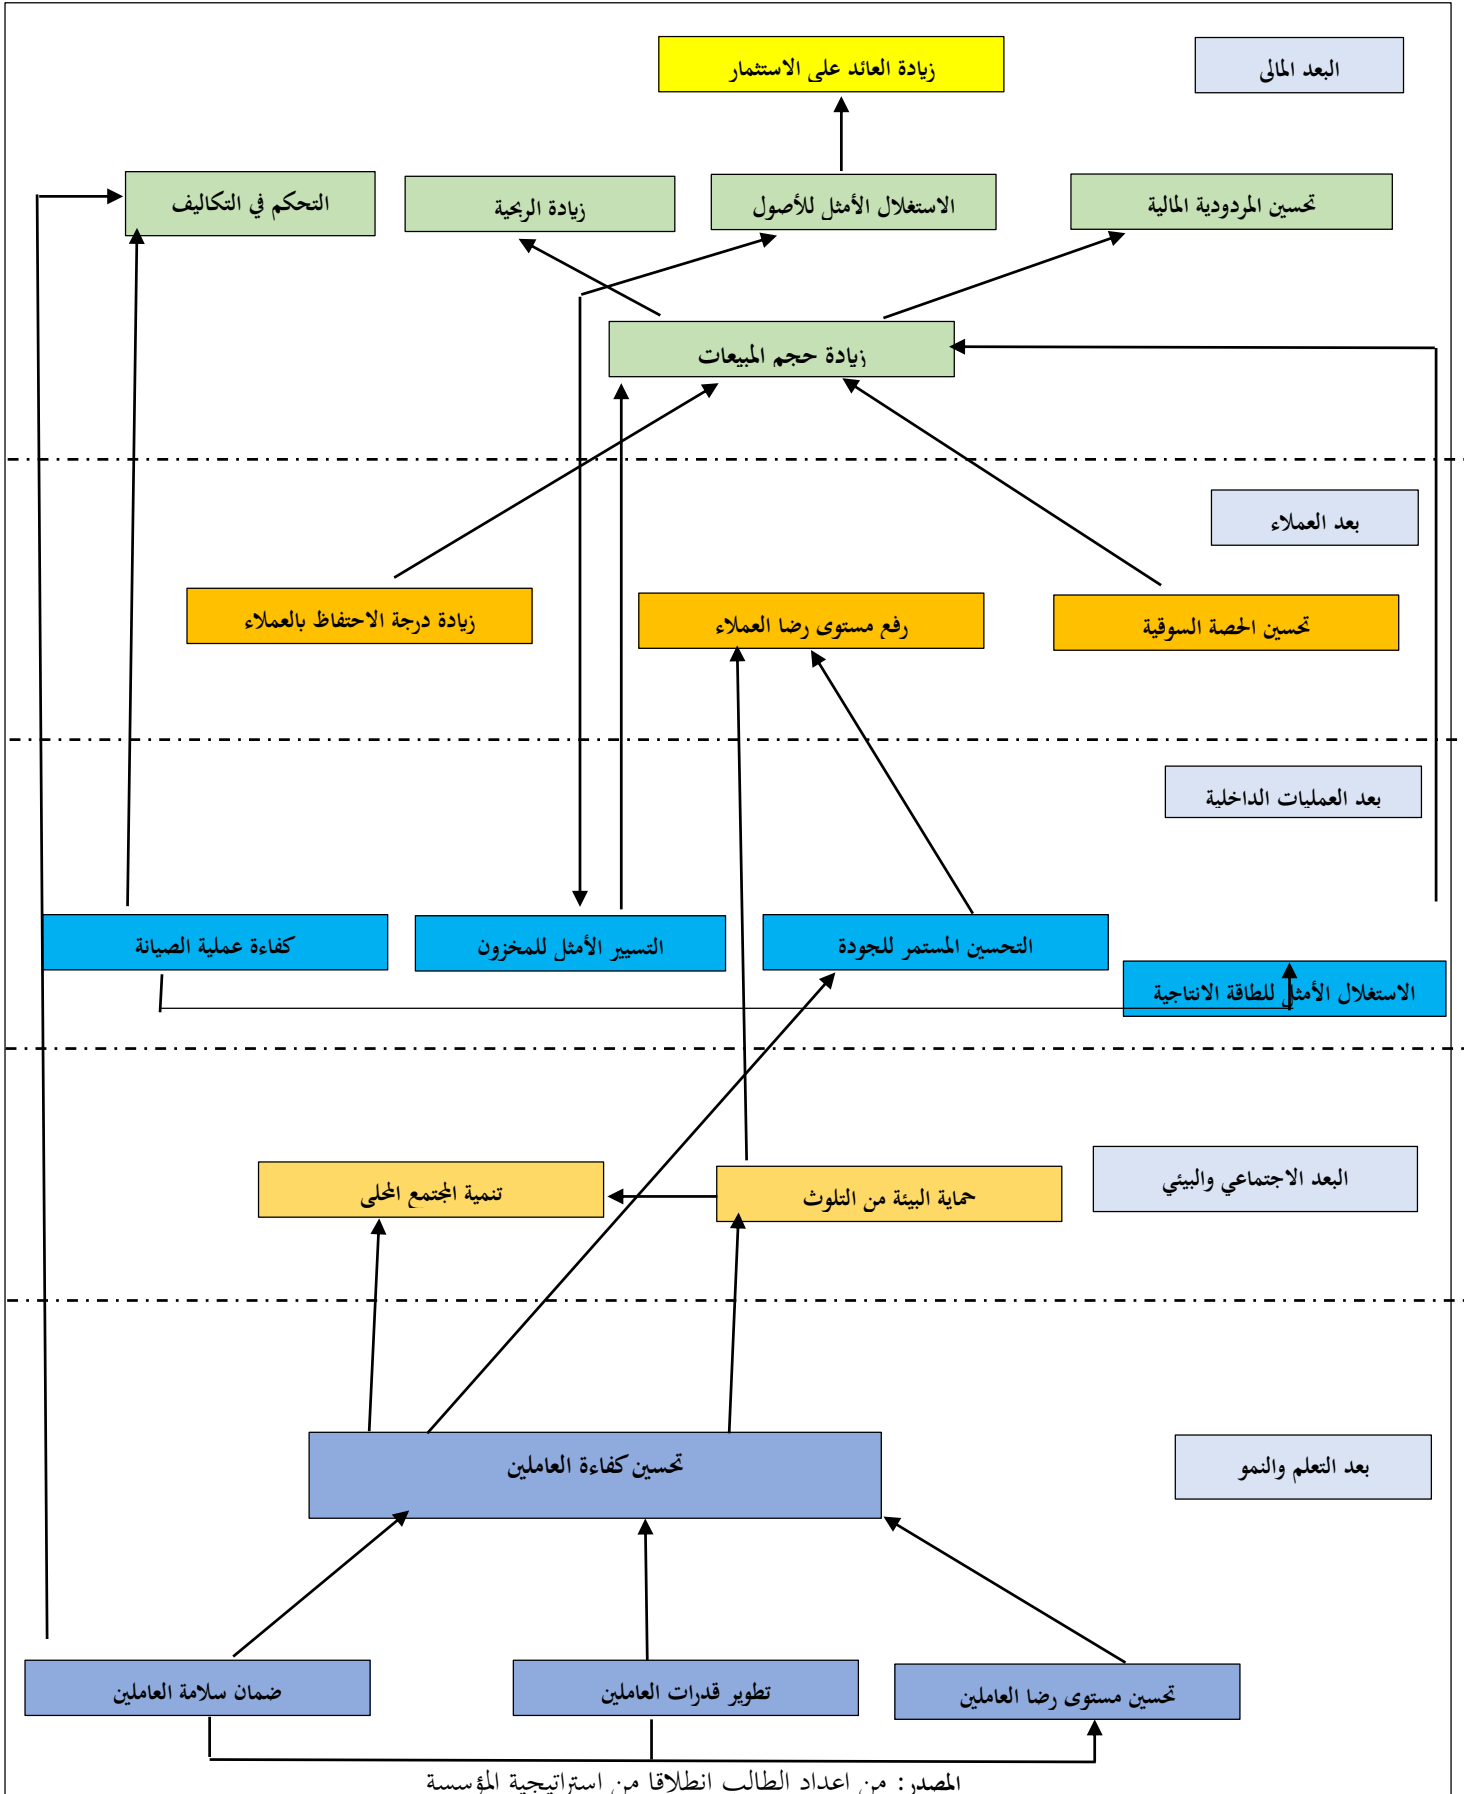 البعد المالى
زيادة العائد على الاستثمار
تحسين المردودية المالية
الاستغلال الأمثل للأصول
زيادة الربحية
التحكم في التكاليف
زيادة حجم المبيعات
بعد العملاء
تحسين الحصة السوقية
رفع مستوى رضا العملاء
زيادة درجة الاحتفاظ بالعملاء
بعد العمليات الداخلية
الاستغلال الأمثل للطاقة الانتاجية
التحسين المستمر للجودة
التسيير الأمثل للمخزون
كفاءة عملية الصيانة
البعد الاجتماعي والبيئي
حماية البيئة من التلوث
تنمية المجتمع المحلى
بعد التعلم والنمو
تحسين كفاءة العاملين
تحسين مستوى رضا العاملين
تطوير قدرات العاملين
ضمان سلامة العاملين
المصدر: من اعداد الطالب انطلاقا من استراتيجية المؤسسة